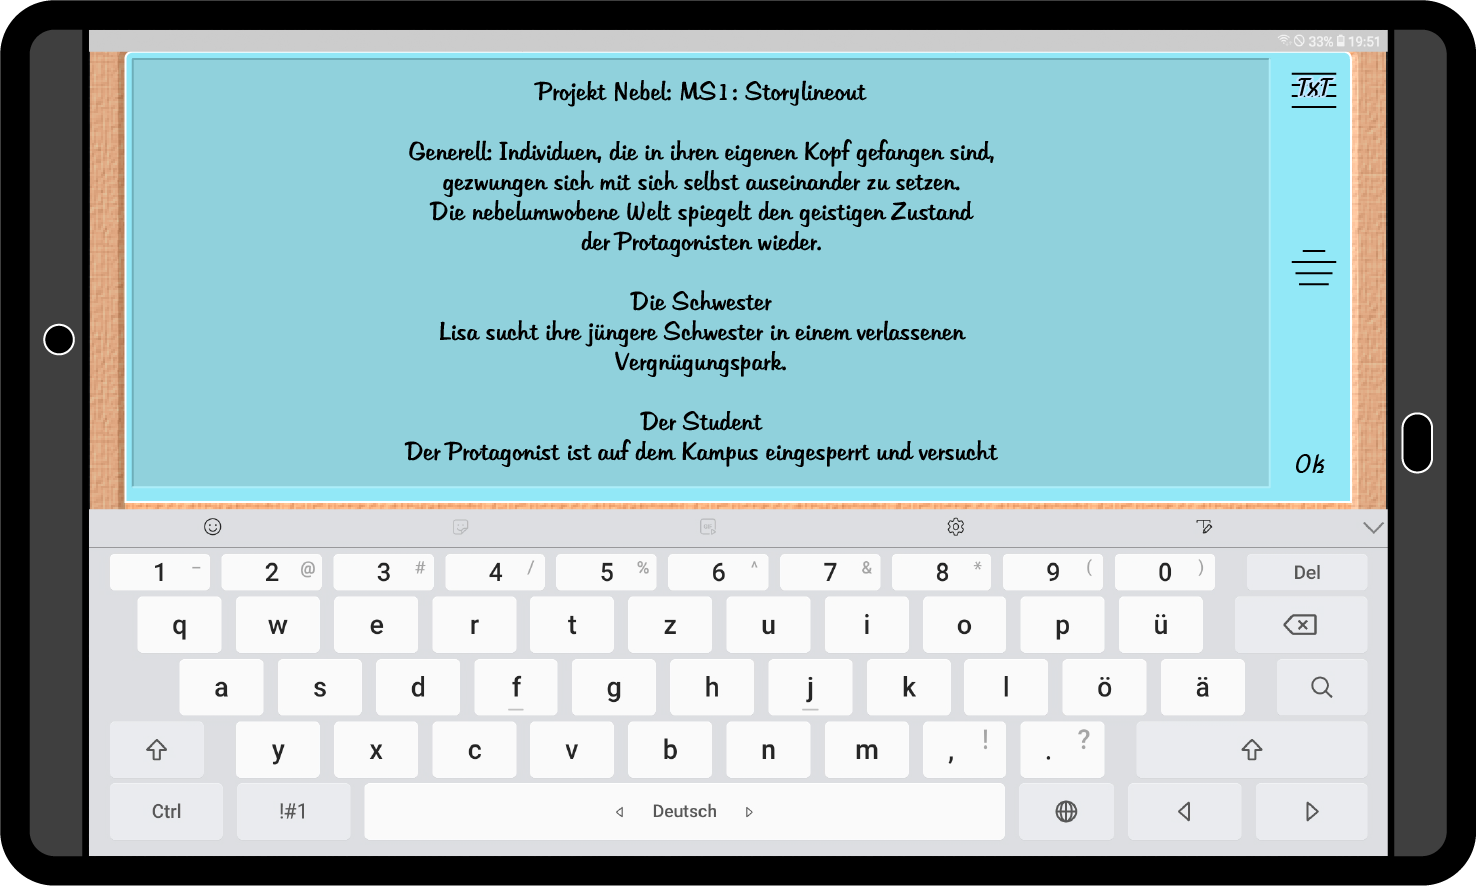 33% 19:51
Projekt Nebel: MS1: Storylineout
TxT
Generell: Individuen, die in ihren eigenen Kopf gefangen sind,
gezwungen sich mit sich selbst auseinander zu setzen.
Die nebelumwobene Welt spiegelt den geistigen Zustand
der Protagonisten wieder.
Die Schwester
Lisa sucht ihre jüngere Schwester in einem verlassenen
Vergnügungspark.
Der Student
Der Protagonist ist auf dem Kampus eingesperrt und versucht
Ok
1 – 2 @ 3 # 4 / 5 % 6 ^ 7 & 8 * 9 ( 0 ) Del
q w e r t z u i o p ü
a s d f g h j k l ö ä
y x c v b n m , ! . ?
Ctrl !#1 Deutsch